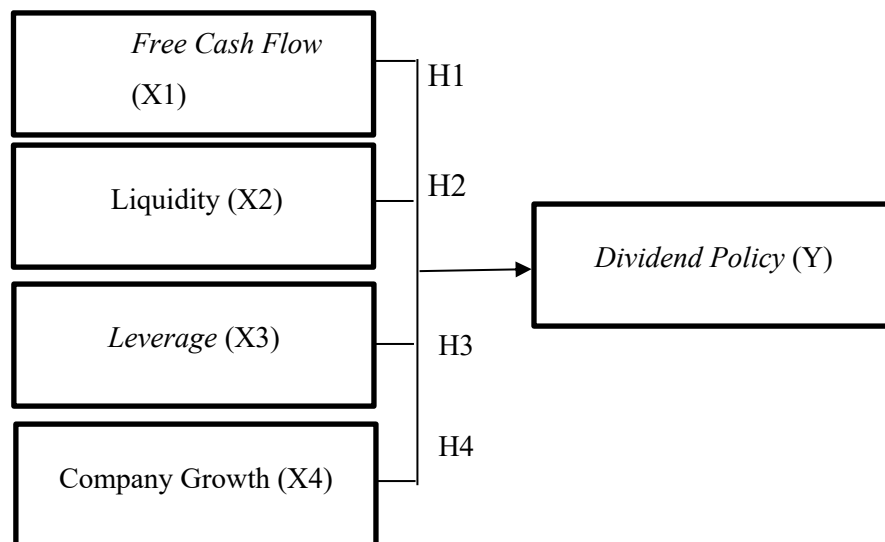 Free Cash Flow
(X1)
H1
Liquidity (X2)
H2
Dividend Policy (Y)
Leverage (X3)
H3
H4
Company Growth (X4)